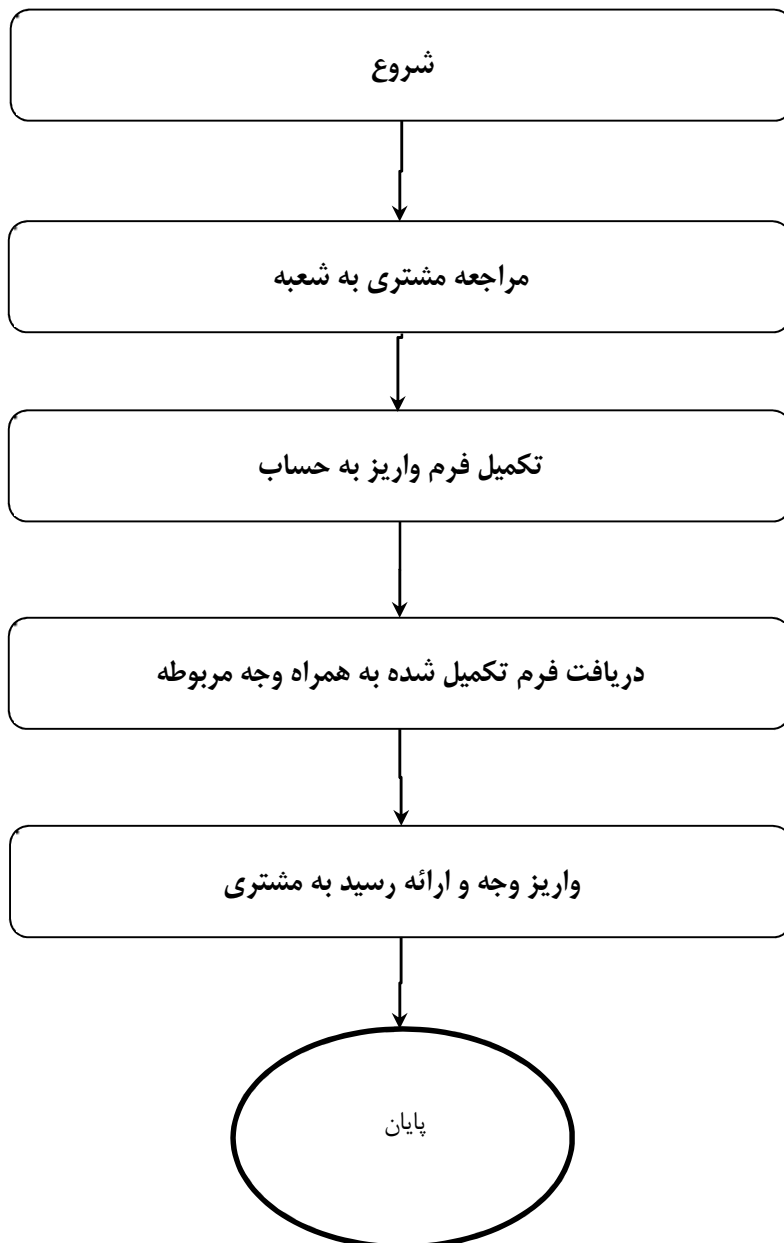 شروع
مراجعه مشتری به شعبه
تکمیل فرم واریز به حساب
دریافت فرم تکمیل شده به همراه وجه مربوطه
واریز وجه و ارائه رسید به مشتری
پایان